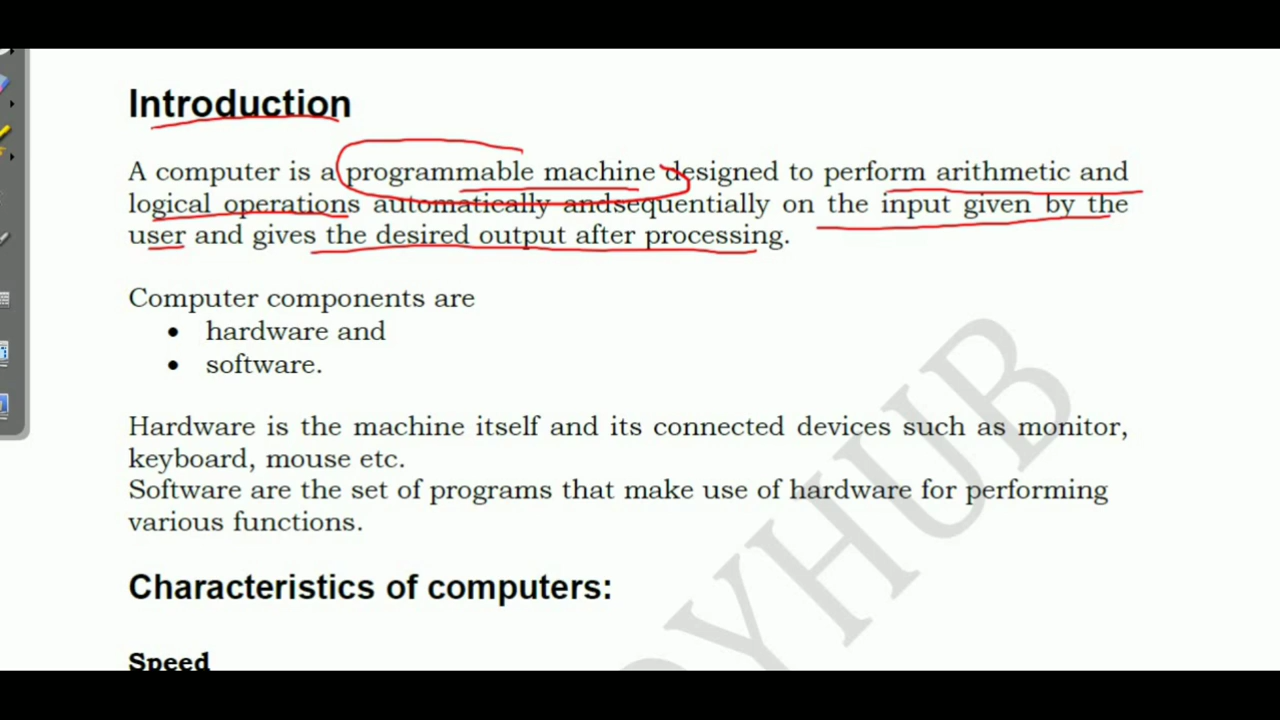 Introduction
A computer is a programmable machine designed to perform arithmetic and
logical operations automatically andsequentially on the input given by the
user and gives the desired output after processing.
Computer components are
• hardware and
• software.
Hardware is the machine itself and its connected devices such as monitor,
keyboard, mouse etc.
Software are the set of programs that make use of hardware for performing
various functions.
Characteristics of computers:
Speed
YHUB